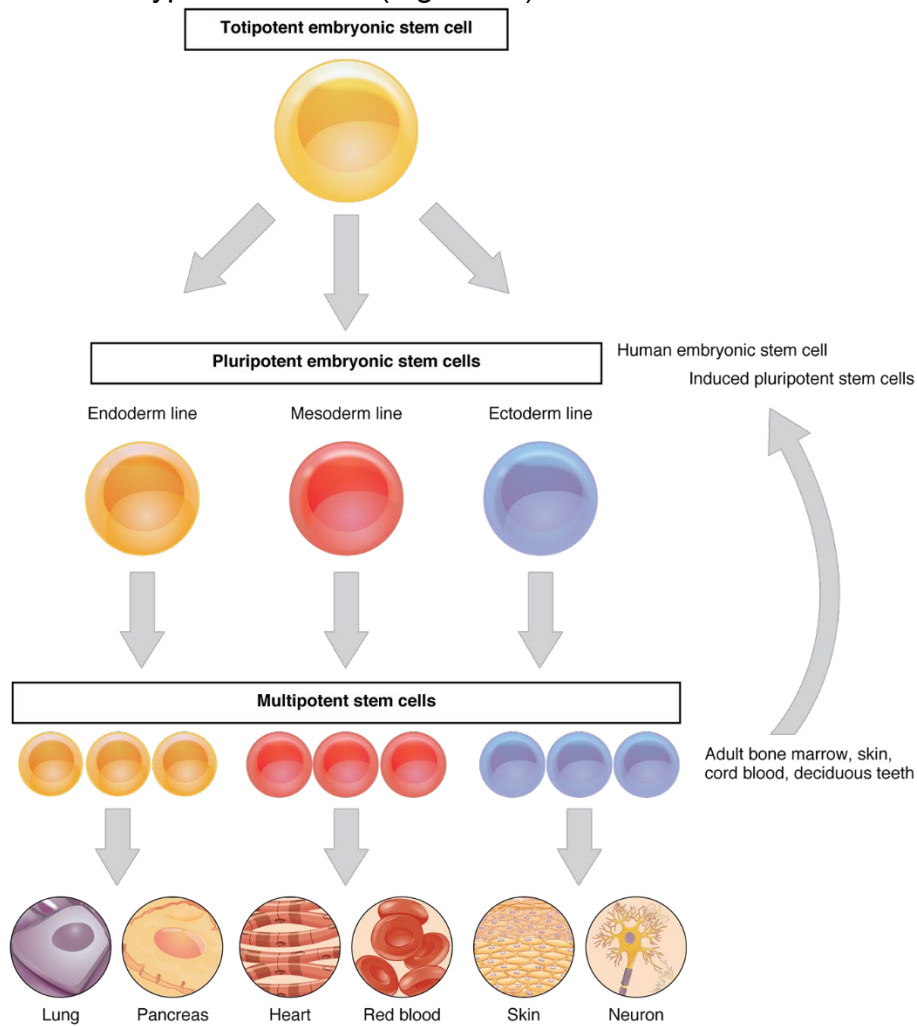 Totipotent embryonic stem cell
Pluripotent embryonic stem cells
Human embryonic stem cell
Induced pluripotent stem cells
Endoderm line
Mesoderm line
Ectoderm line
Multipotent stem cells
Adult bone marrow, skin,
cord blood, deciduous teeth
Lung
Pancreas
Heart
Red blood
Skin
Neuron